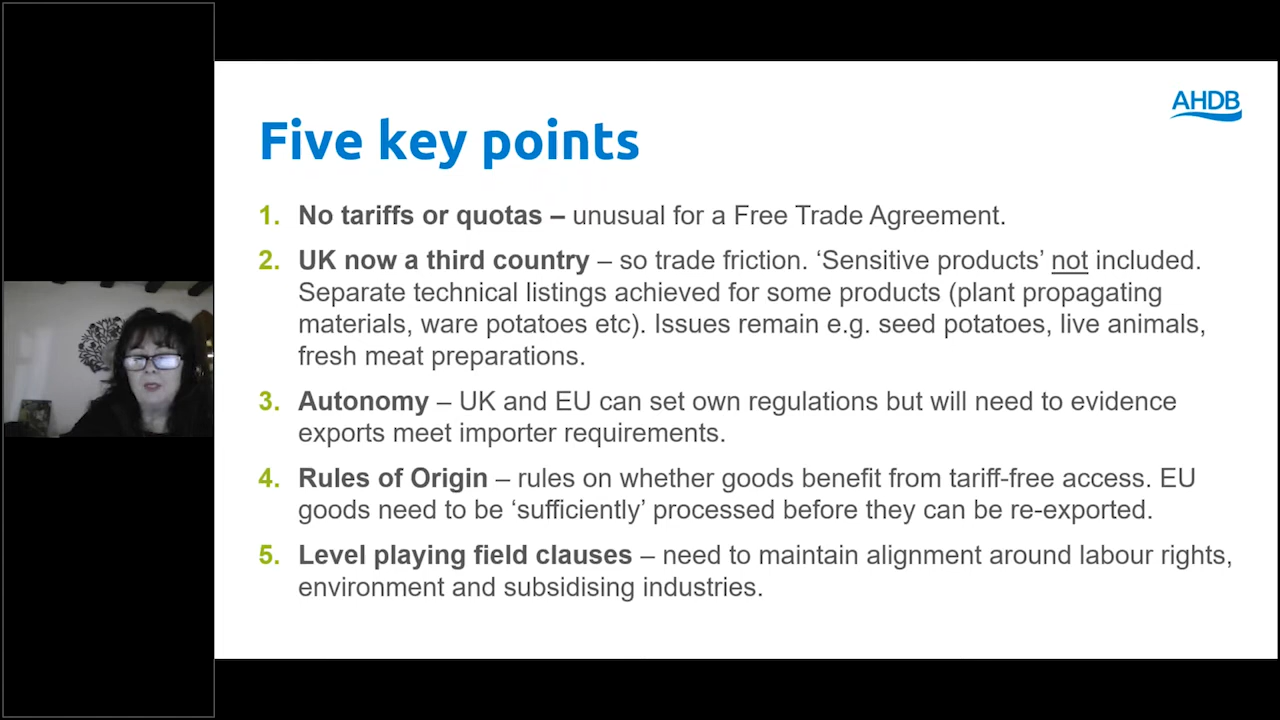 AHDB
Five key points
1. No tariffs or quotas – unusual for a Free Trade Agreement.
2. UK now a third country – so trade friction. ‘Sensitive products’ not included.
Separate technical listings achieved for some products (plant propagating
materials, ware potatoes etc). Issues remain e.g. seed potatoes, live animals,
fresh meat preparations.
3. Autonomy – UK and EU can set own regulations but will need to evidence
exports meet importer requirements.
4. Rules of Origin – rules on whether goods benefit from tariff-free access. EU
goods need to be ‘sufficiently’ processed before they can be re-exported.
5. Level playing field clauses – need to maintain alignment around labour rights,
environment and subsidising industries.